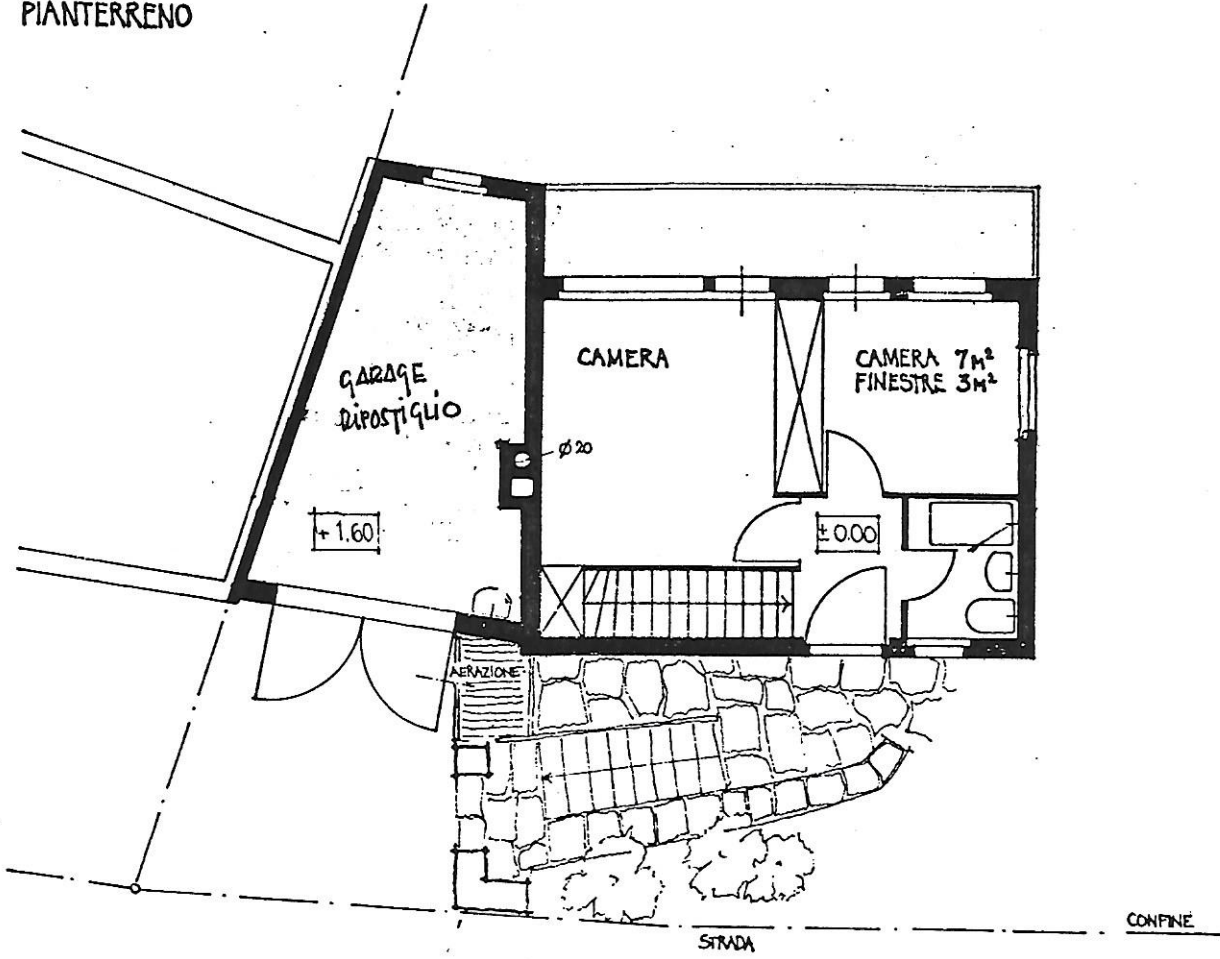 PIANTERRENO
CAMERA
CAMERA 7M²
FINESTRE 3M²
GARAGE
RIPOSTIGLIO
Ø20
+ 1.60
± 0.00
AERAZIONE
CONFINE
STRADA